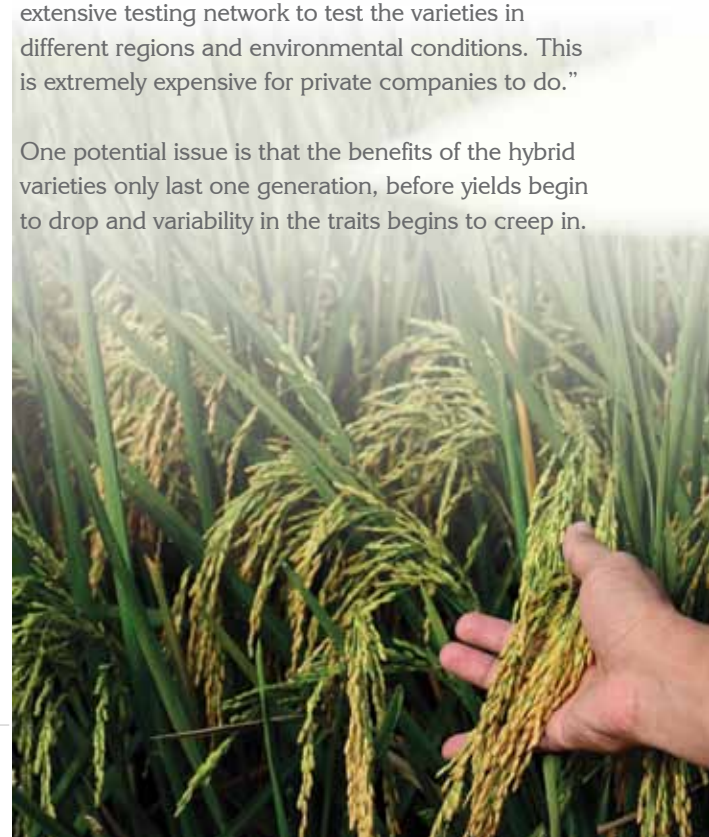 extensive testing network to test the varieties in
different regions and environmental conditions. This
is extremely expensive for private companies to do.”
One potential issue is that the benefits of the hybrid
varieties only last one generation, before yields begin
to drop and variability in the traits begins to creep in.